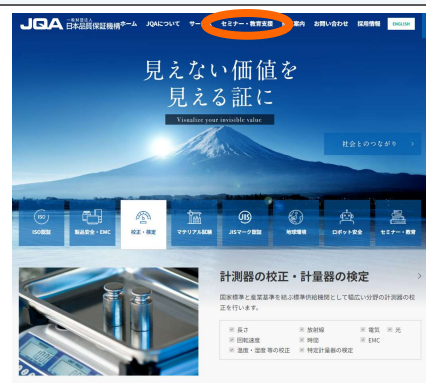 JQA 一般財団法人 日本品質保証機構 ホーム JQAについて サー セミナー・教育支援 案内 お問い合わせ 採用情報 ENGLISH
見えない価値を
見える証に
Visualize your invisible value
社会とのつながり
ISO JIS
ISO認証 製品安全・EMC 校正・検定 マテリアル試験 JISマーク認証 地球環境 ロボット安全 セミナー・教育
計測器の校正・計量器の検定
国家標準と産業基準を結ぶ標準供給機関として幅広い分野の計測器の校
正を行います。
長さ 放射線 電気 光
回転速度 時間 EMC
温度・湿度 等の校正 特定計量器の検定